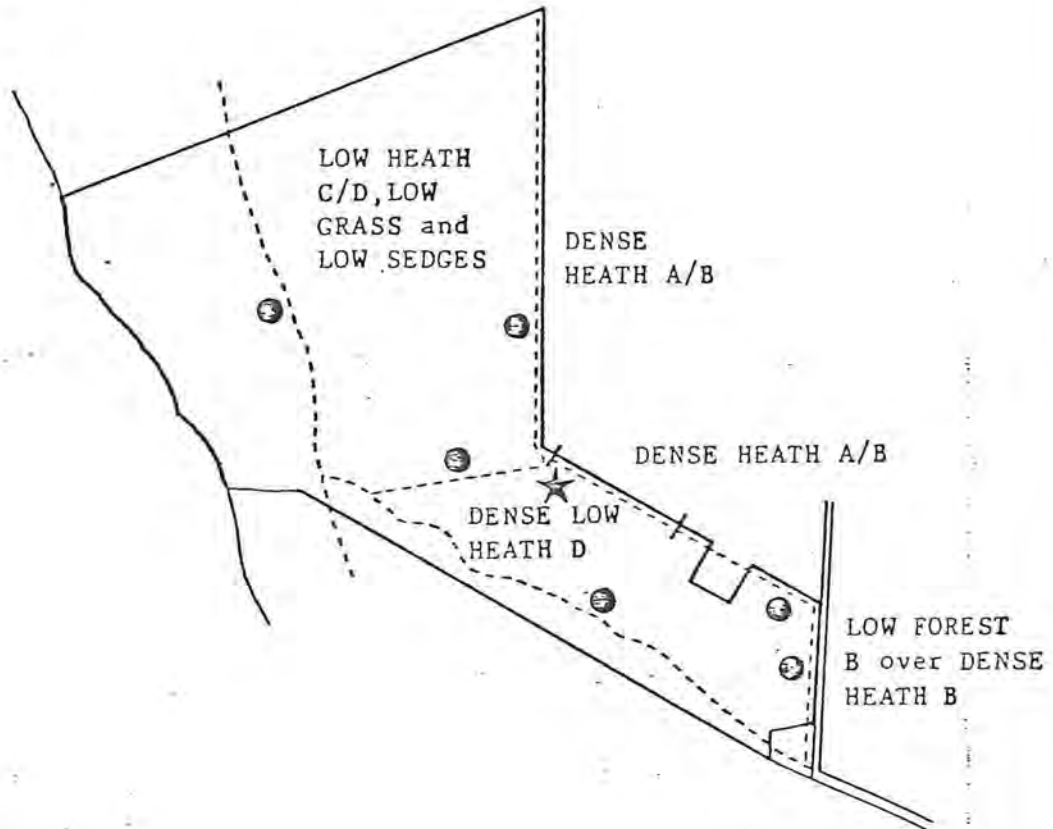 LOW HEATH
C/D, LOW
GRASS and
LOW SEDGES
DENSE
HEATH A/B
DENSE HEATH A/B
DENSE LOW
HEATH D
LOW FOREST
B over DENSE
HEATH B